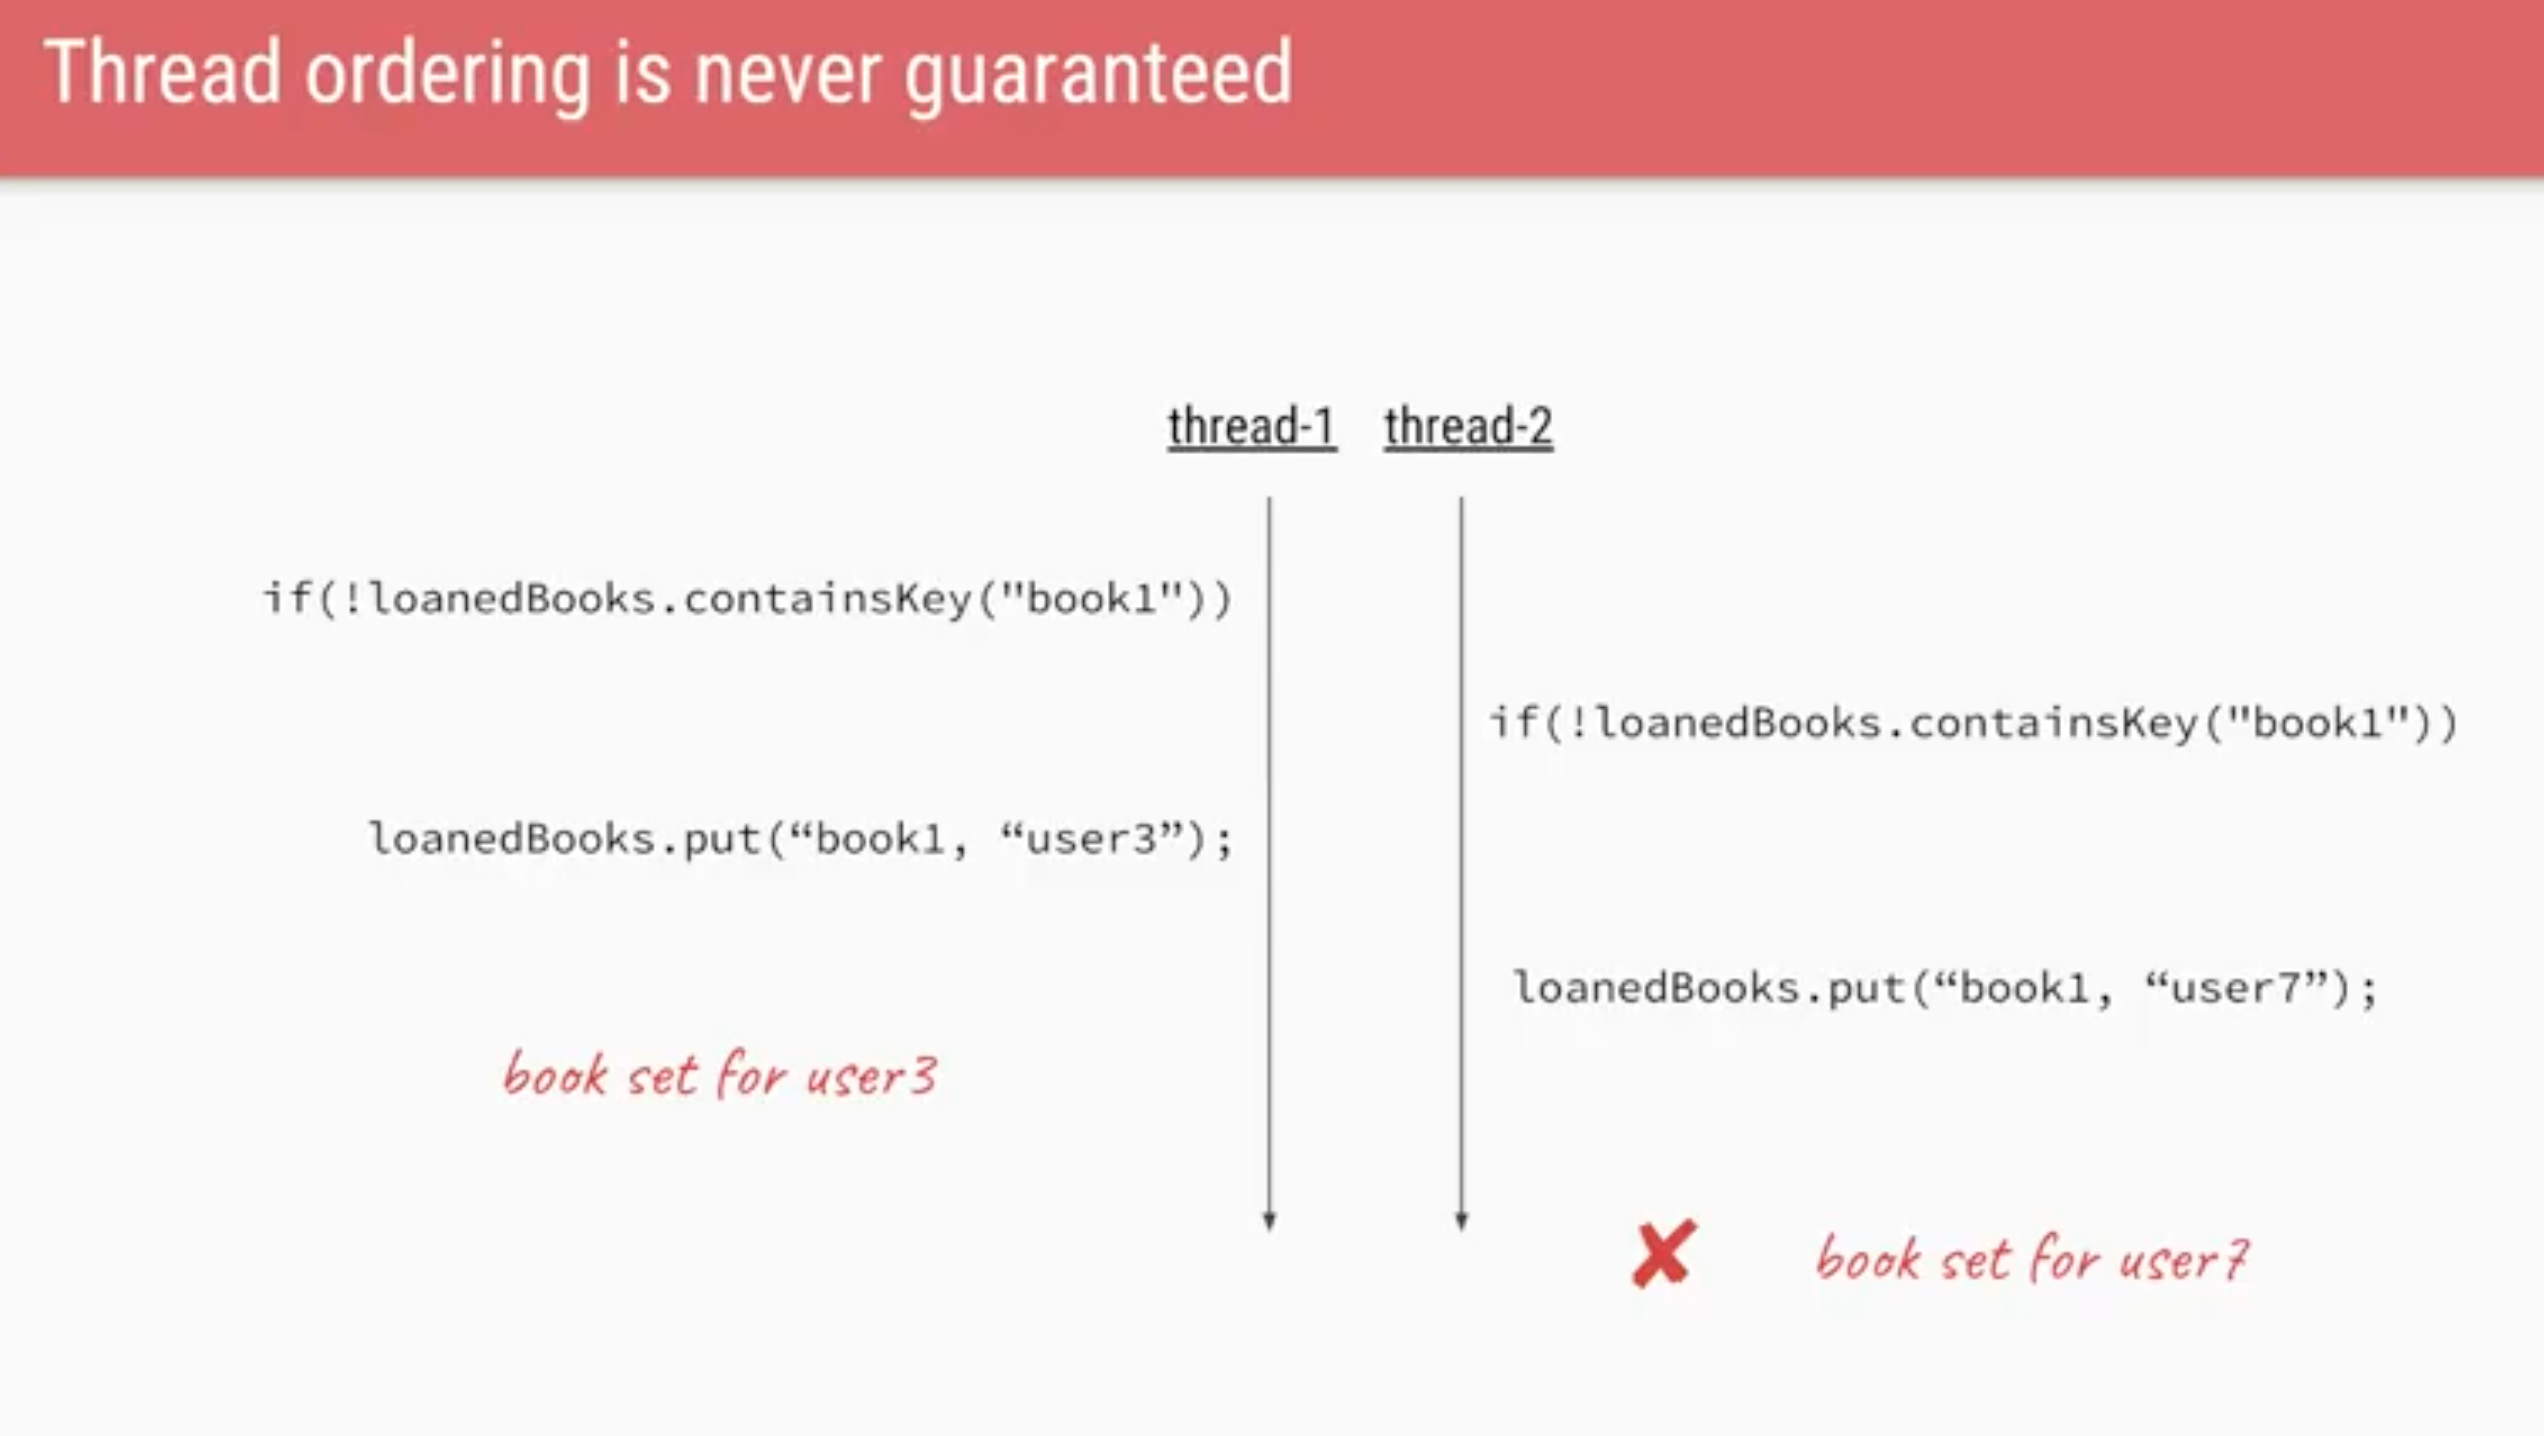 Thread ordering is never guaranteed
thread-1 thread-2
if(!loanedBooks.containsKey("book1"))
if(!loanedBooks.containsKey("book1"))
loanedBooks.put(“book1, “user3”);
loanedBooks.put(“book1, “user7”);
book set for user3
✘ book set for user7